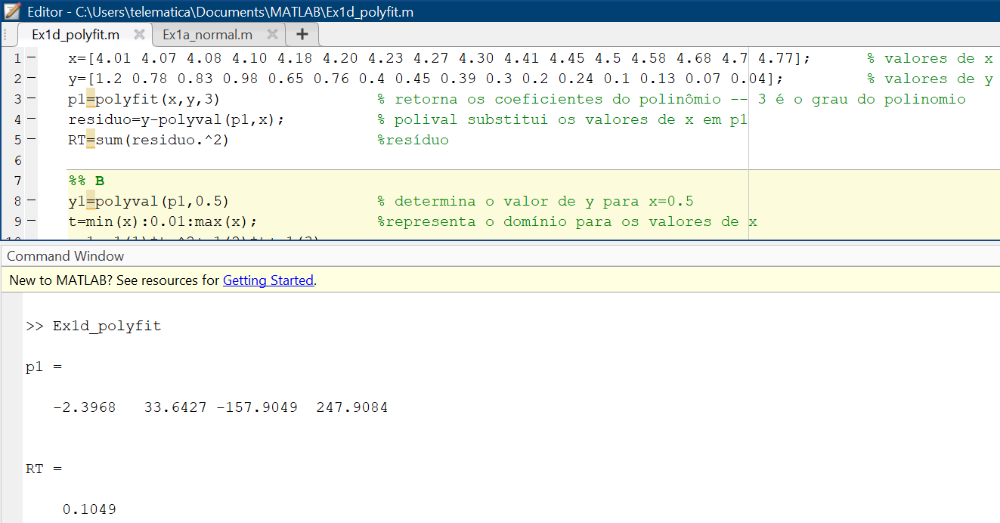 Editor - C:\Users\telematica\Documents\MATLAB\Ex1d_polyfit.m
Ex1d_polyfit.m Ex1a_normal.m
1 x=[4.01 4.07 4.08 4.10 4.18 4.20 4.23 4.27 4.30 4.41 4.45 4.5 4.58 4.68 4.7 4.77]; % valores de x
2 y=[1.2 0.78 0.83 0.98 0.65 0.76 0.4 0.45 0.39 0.3 0.2 0.24 0.1 0.13 0.07 0.04]; % valores de y
3 p1=polyfit(x,y,3) % retorna os coeficientes do polinômio -- 3 é o grau do polinomio
4 residuo=y-polyval(p1,x); % polival substitui os valores de x em p1
5 RT=sum(residuo.^2) %resíduo
6
7 %% B
8 y1=polyval(p1,0.5) % determina o valor de y para x=0.5
9 t=min(x):0.01:max(x); %representa o domínio para os valores de x
Command Window
New to MATLAB? See resources for Getting Started.
>> Ex1d_polyfit
p1 =
-2.3968 33.6427 -157.9049 247.9084
RT =
0.1049